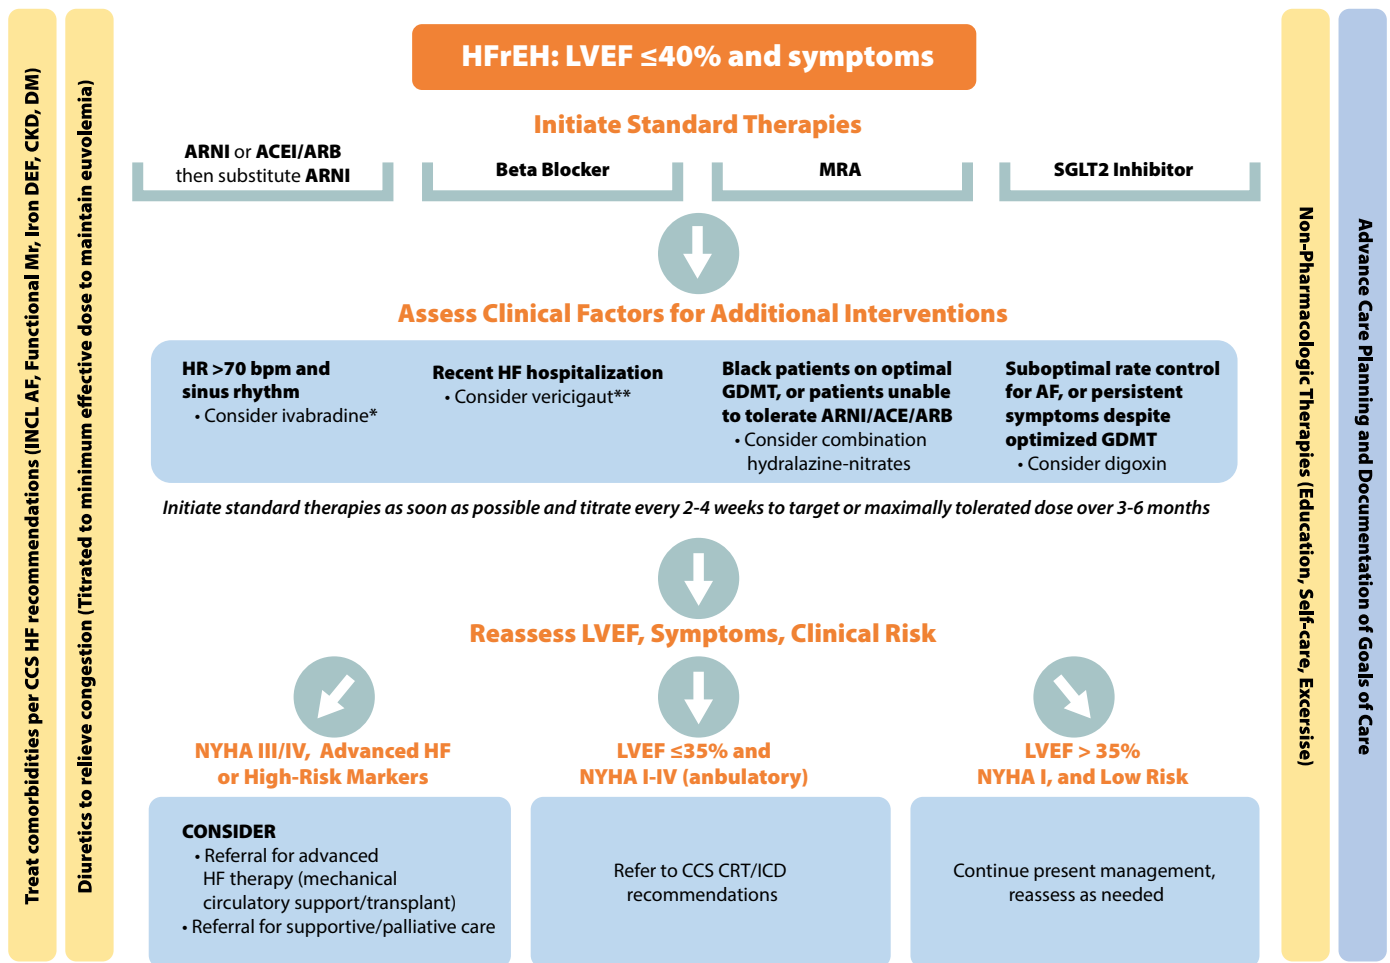 Treat comorbidities per CCS HF recommendations (INCL AF, Functional Mr, Iron DEF, CKD, DM)
Diuretics to relieve congestion (Titrated to minimum effective dose to maintain euvolemia)
HFrEH: LVEF ≤40% and symptoms
Initiate Standard Therapies
ARNI or ACEI/ARB
then substitute ARNI
Beta Blocker
MRA
SGLT2 Inhibitor
Assess Clinical Factors for Additional Interventions
HR >70 bpm and
sinus rhythm
• Consider ivabradine*
Recent HF hospitalization
• Consider vericigaut**
Black patients on optimal
GDMT, or patients unable
to tolerate ARNI/ACE/ARB
• Consider combination
hydralazine-nitrates
Suboptimal rate control
for AF, or persistent
symptoms despite
optimized GDMT
• Consider digoxin
Initiate standard therapies as soon as possible and titrate every 2-4 weeks to target or maximally tolerated dose over 3-6 months
Reassess LVEF, Symptoms, Clinical Risk
NYHA III/IV, Advanced HF
or High-Risk Markers
CONSIDER
• Referral for advanced
HF therapy (mechanical
circulatory support/transplant)
• Referral for supportive/palliative care
LVEF ≤35% and
NYHA I-IV (anbulatory)
Refer to CCS CRT/ICD
recommendations
LVEF > 35%
NYHA I, and Low Risk
Continue present management,
reassess as needed
Non-Pharmacologic Therapies (Education, Self-care, Excersise)
Advance Care Planning and Documentation of Goals of Care